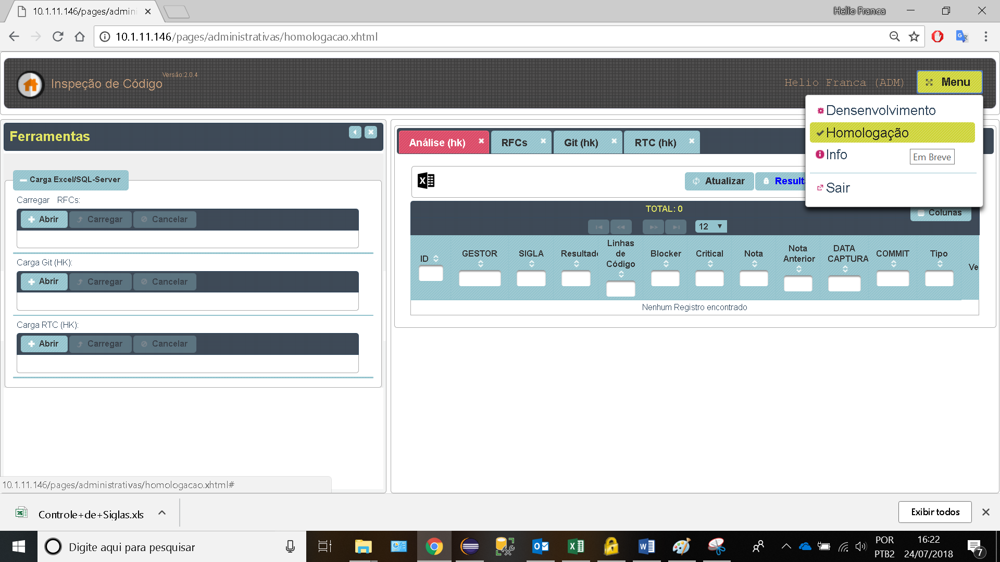 10.1.11.146/pages/admini
Helio Franca
10.1.11.146/pages/administrativas/homologacao.xhtml
Inspeção de Código
Versão:2.0.4
Helio Franca (ADM)
Menu
Densenvolvimento
Homologação
Info
Em Breve
Sair
Ferramentas
Carga Excel/SQL-Server
Carregar RFCs:
Abrir Carregar Cancelar
Carga Git (HK):
Abrir Carregar Cancelar
Carga RTC (HK):
Abrir Carregar Cancelar
Análise (hk) RFCs Git (hk) RTC (hk)
Atualizar Result
TOTAL: 0
Colunas
12
ID GESTOR SIGLA Resultad Linhas de Código Blocker Critical Nota Nota Anterior DATA CAPTURA COMMIT Tipo Ve
Nenhum Registro encontrado
10.1.11.146/pages/administrativas/homologacao.xhtml#
Controle+de+Siglas.xls
Exibir todos
Digite aqui para pesquisar
POR
PTB2
16:22
24/07/2018
7